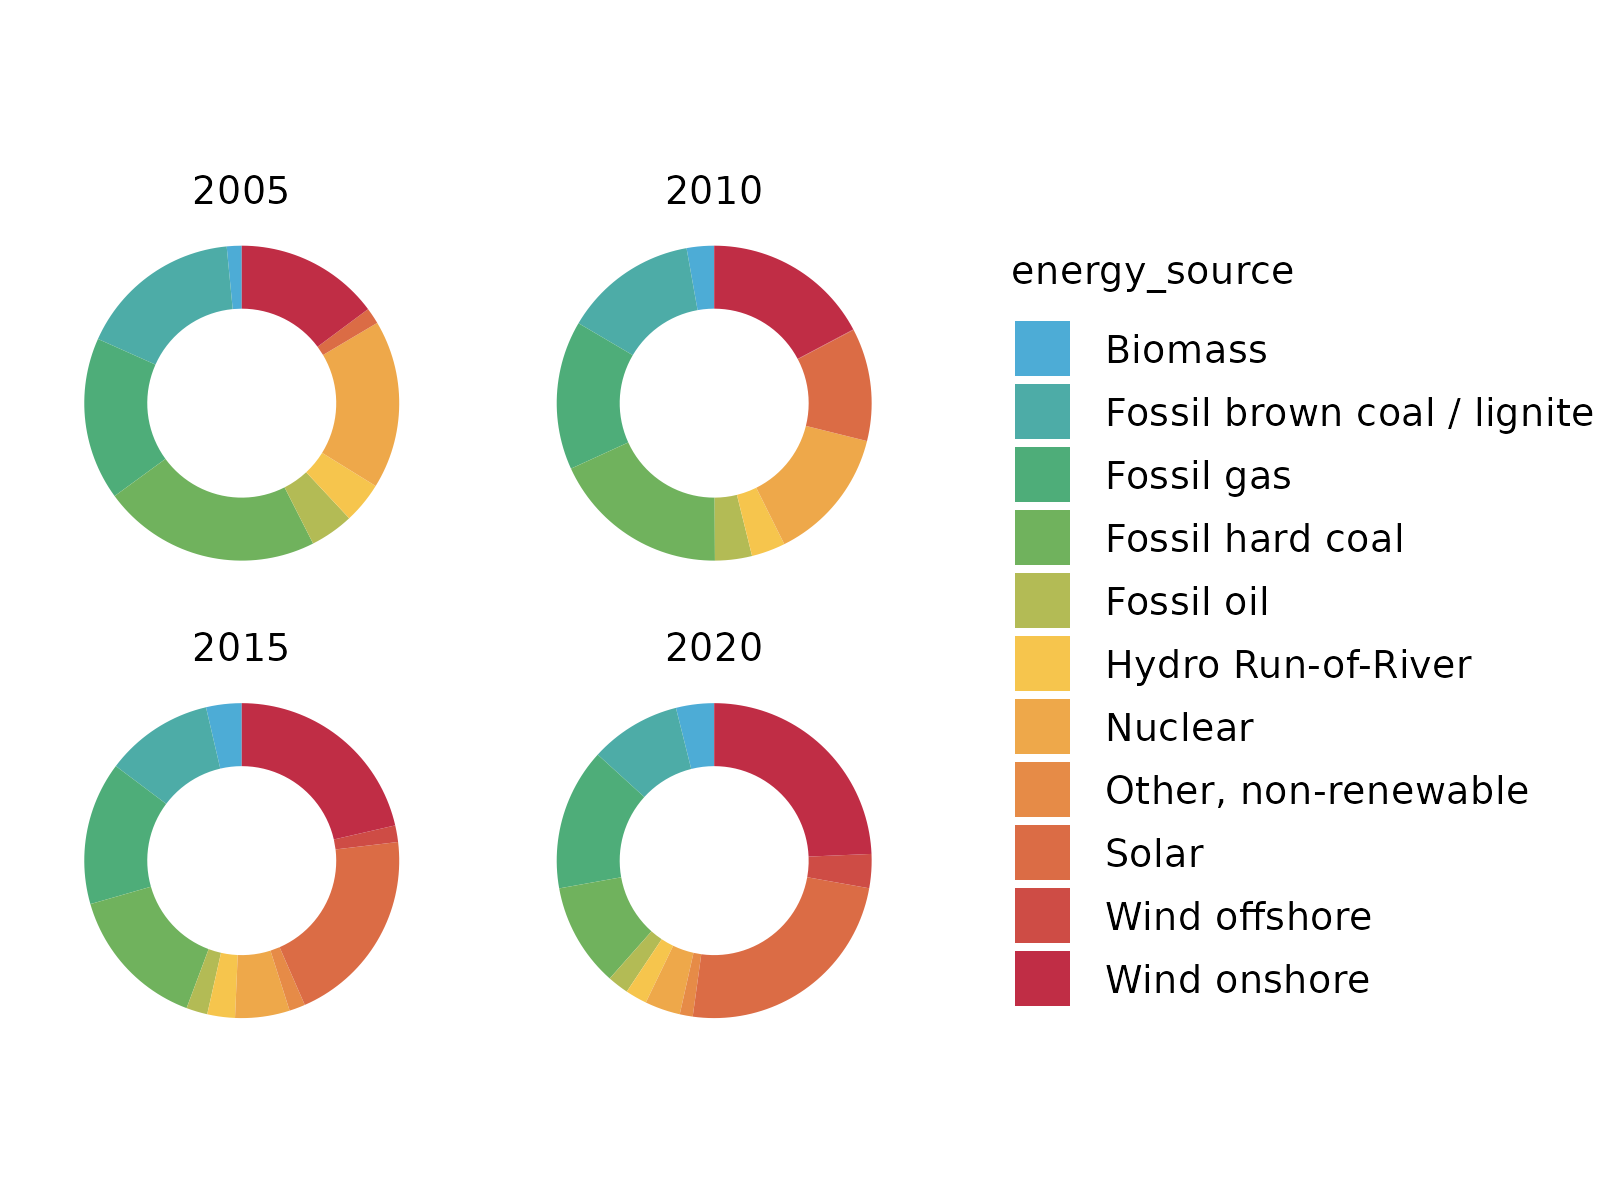 2005
2010
2015
2020
energy_source
Biomass
Fossil brown coal / lignite
Fossil gas
Fossil hard coal
Fossil oil
Hydro Run-of-River
Nuclear
Other, non-renewable
Solar
Wind offshore
Wind onshore